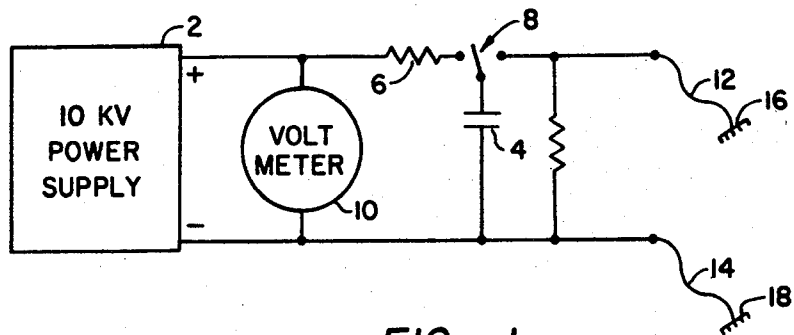 2
8
+
6
12
16
10 KV
POWER
SUPPLY
VOLT
METER
4
10
−
14
18
FIG. 1